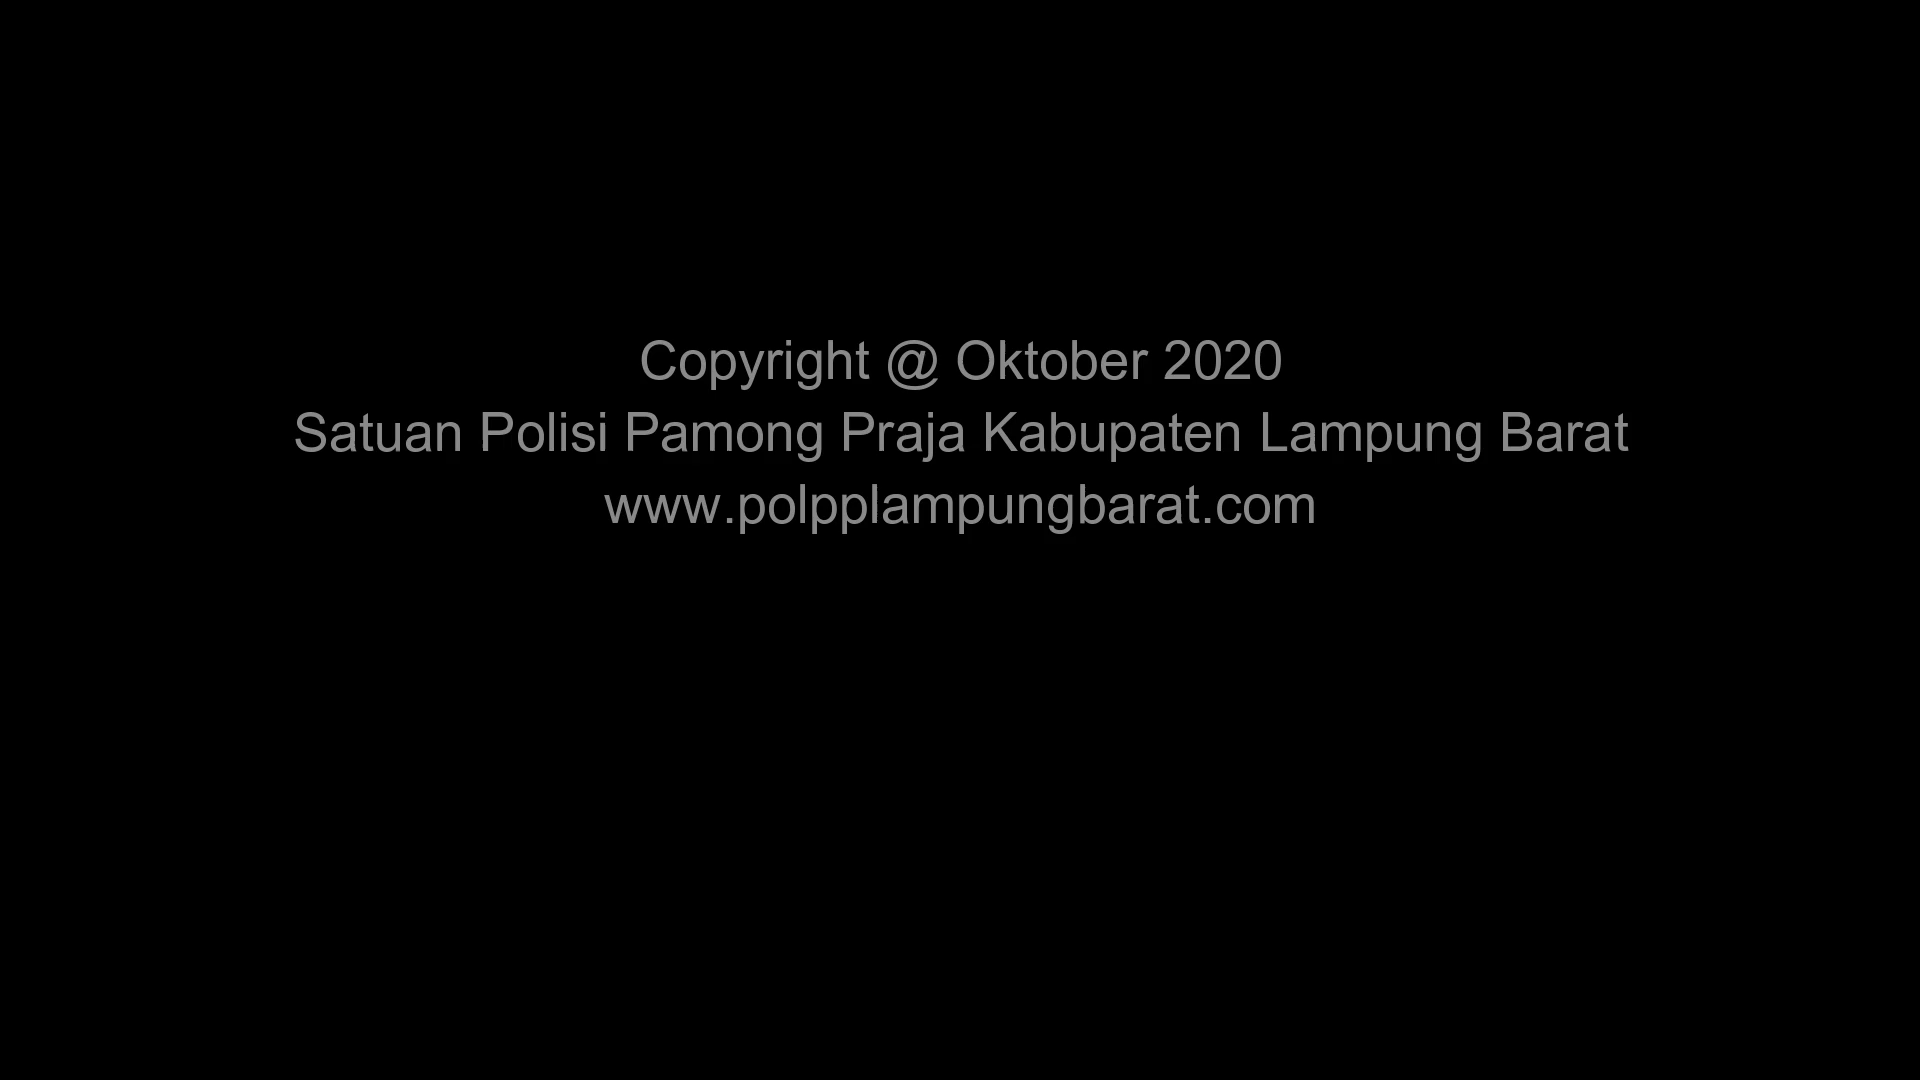 Copyright @ Oktober 2020
Satuan Polisi Pamong Praja Kabupaten Lampung Barat
www.polpplampungbarat.com